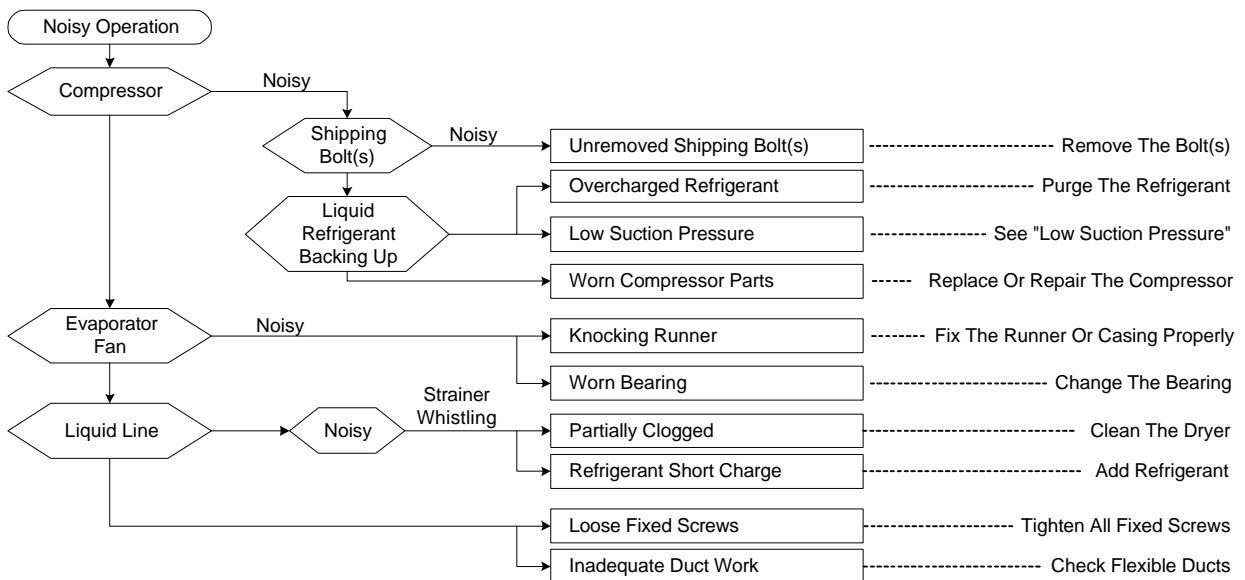 Noisy Operation
Compressor
Noisy
Shipping
Bolt(s)
Noisy
Unremoved Shipping Bolt(s)
Remove The Bolt(s)
Overcharged Refrigerant
Purge The Refrigerant
Liquid
Refrigerant
Backing Up
Low Suction Pressure
See "Low Suction Pressure"
Worn Compressor Parts
Replace Or Repair The Compressor
Evaporator
Fan
Noisy
Knocking Runner
Fix The Runner Or Casing Properly
Worn Bearing
Change The Bearing
Liquid Line
Noisy
Strainer
Whistling
Partially Clogged
Clean The Dryer
Refrigerant Short Charge
Add Refrigerant
Loose Fixed Screws
Tighten All Fixed Screws
Inadequate Duct Work
Check Flexible Ducts